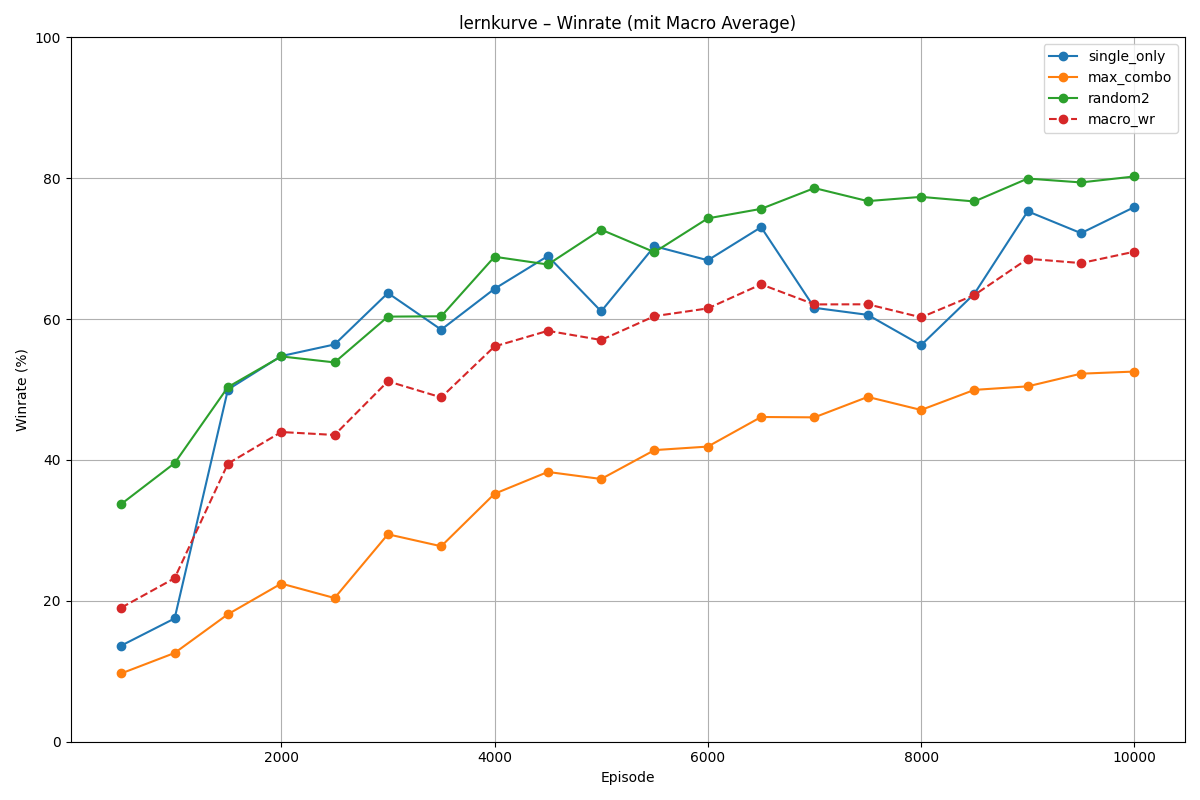 lernkurve – Winrate (mit Macro Average)
100
80
60
40
20
0
Winrate (%)
single_only
max_combo
random2
macro_wr
2000
4000
6000
8000
10000
Episode